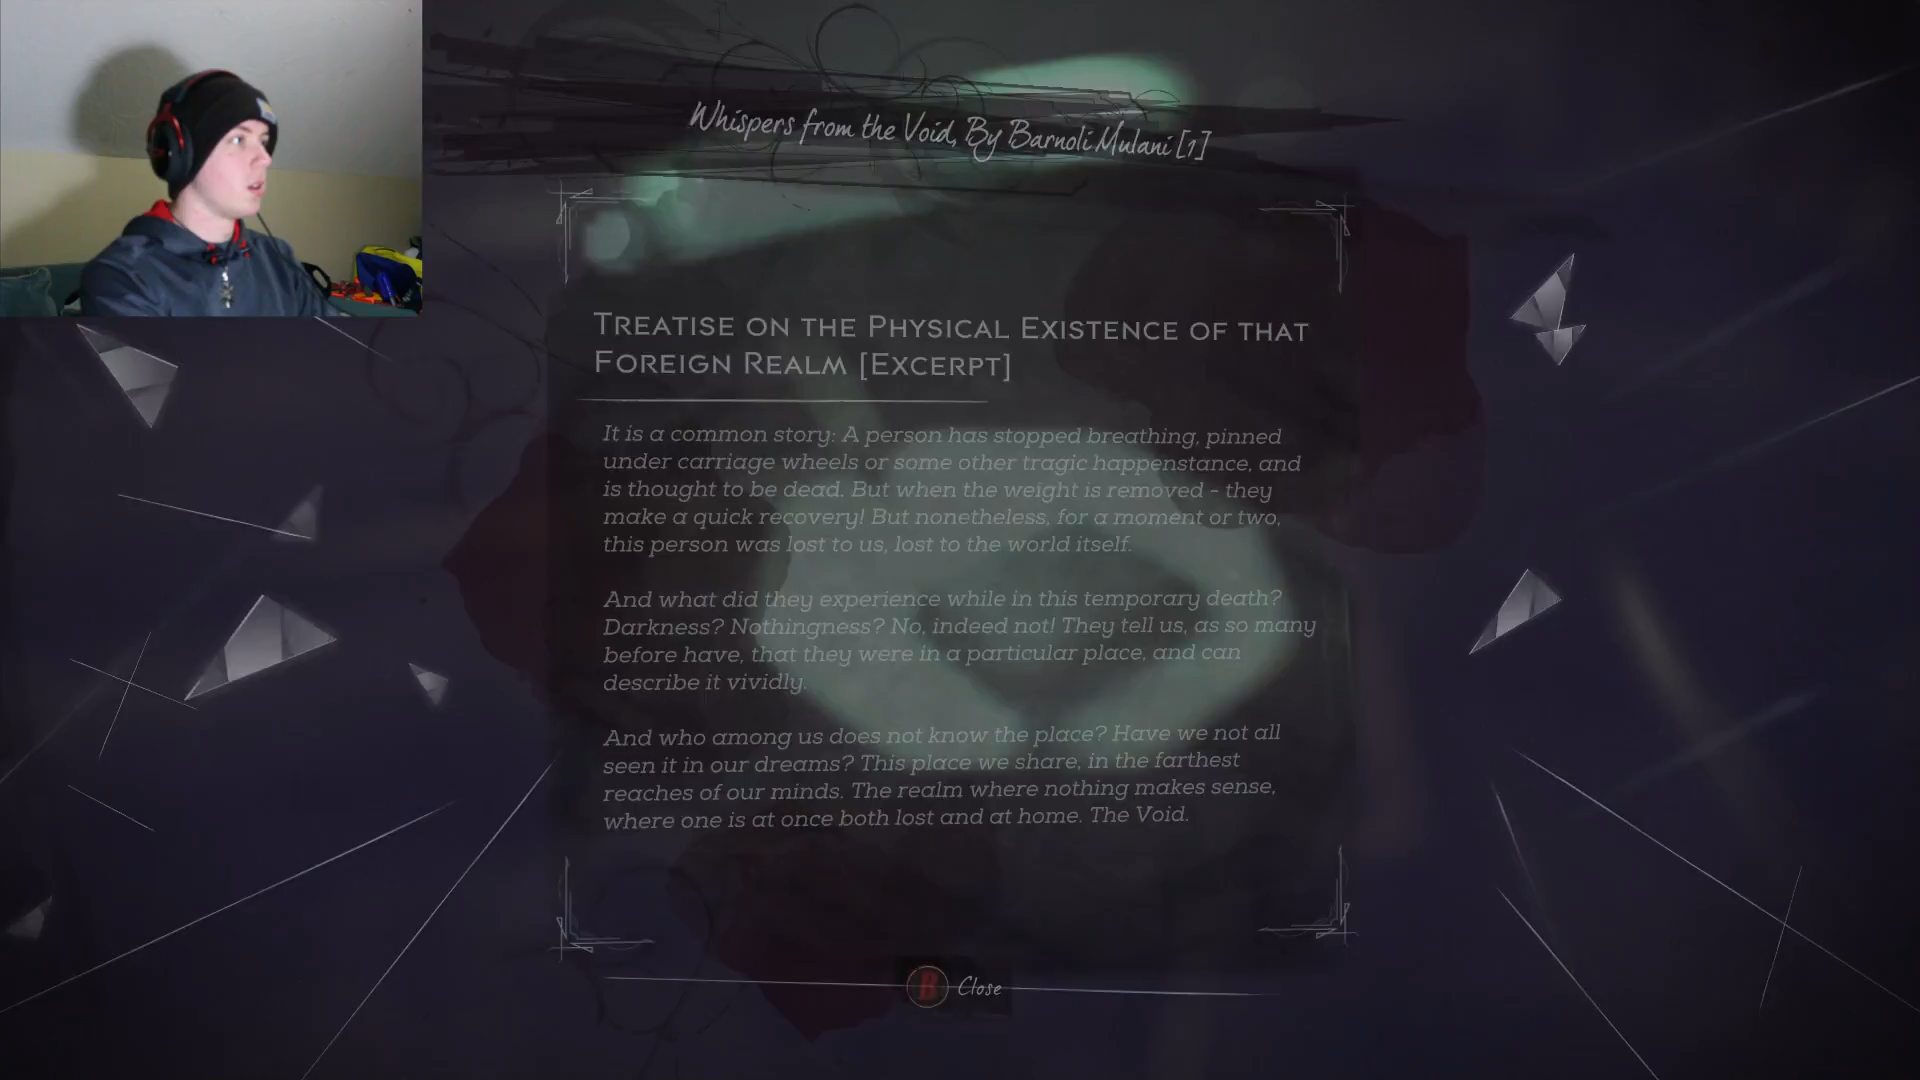 Whispers from the Void, By Barnoli Mulani [1]
TREATISE ON THE PHYSICAL EXISTENCE OF THAT
FOREIGN REALM [EXCERPT]
It is a common story: A person has stopped breathing, pinned
under carriage wheels or some other tragic happenstance, and
is thought to be dead. But when the weight is removed - they
make a quick recovery! But nonetheless, for a moment or two,
this person was lost to us, lost to the world itself.
And what did they experience while in this temporary death?
Darkness? Nothingness? No, indeed not! They tell us, as so many
before have, that they were in a particular place, and can
describe it vividly.
And who among us does not know the place? Have we not all
seen it in our dreams? This place we share, in the farthest
reaches of our minds. The realm where nothing makes sense,
where one is at once both lost and at home. The Void.
B Close